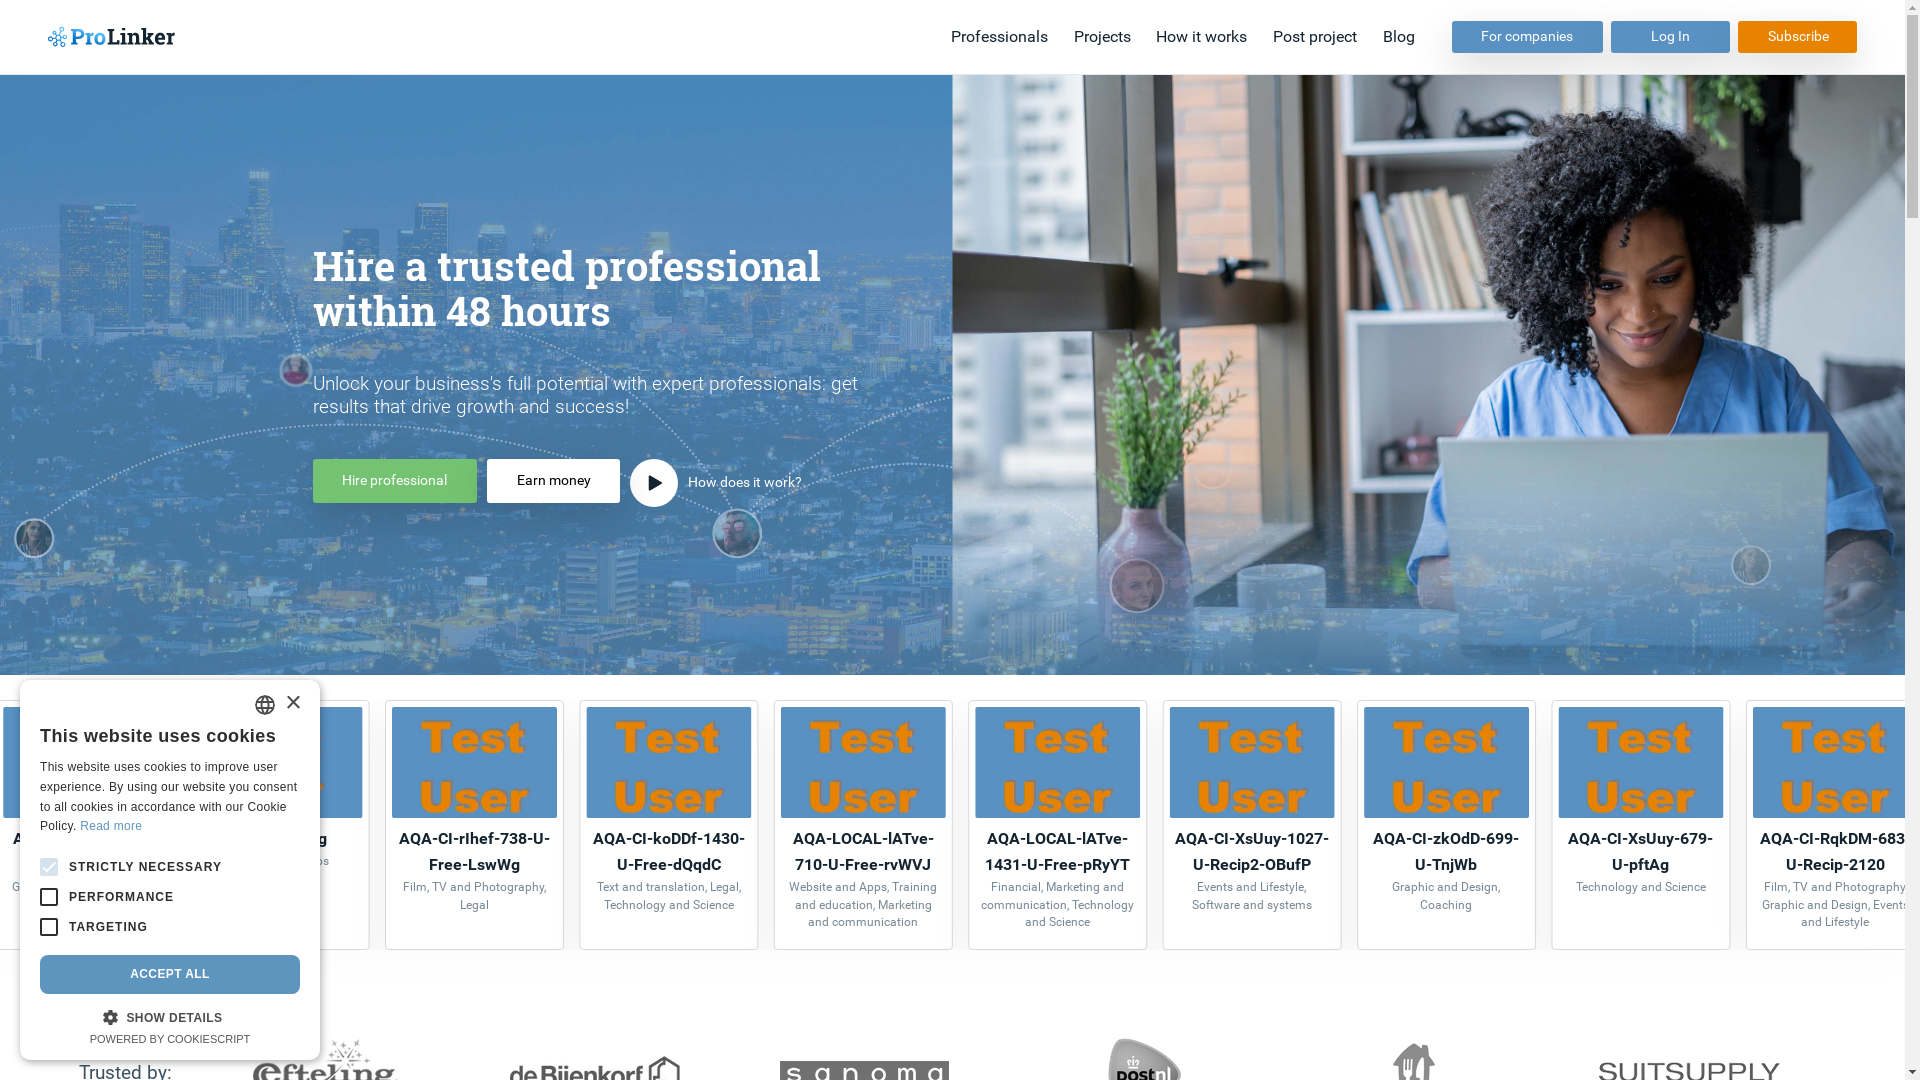 ProLinker
Professionals
Projects
How it works
Post project
Blog
For companies
Log In
Subscribe
Hire a trusted professional
within 48 hours
Unlock your business's full potential with expert professionals: get
results that drive growth and success!
Hire professional
Earn money
How does it work?
This website uses cookies
This website uses cookies to improve user
experience. By using our website you consent
to all cookies in accordance with our Cookie
Policy. Read more
STRICTLY NECESSARY
PERFORMANCE
TARGETING
ACCEPT ALL
SHOW DETAILS
POWERED BY COOKIESCRIPT
Test
User
AQA-CI-rIhef-738-U-
Free-LswWg
Film, TV and Photography,
Legal
Test
User
AQA-CI-koDDf-1430-
U-Free-dQqdC
Text and translation, Legal,
Technology and Science
Test
User
AQA-LOCAL-lATve-
710-U-Free-rvWVJ
Website and Apps, Training
and education, Marketing
and communication
Test
User
AQA-LOCAL-lATve-
1431-U-Free-pRyYT
Financial, Marketing and
communication, Technology
and Science
Test
User
AQA-CI-XsUuy-1027-
U-Recip2-OBufP
Events and Lifestyle,
Software and systems
Test
User
AQA-CI-zkOdD-699-
U-TnjWb
Graphic and Design,
Coaching
Test
User
AQA-CI-XsUuy-679-
U-pftAg
Technology and Science
Test
User
AQA-CI-RqkDM-683
U-Recip-2120
Film, TV and Photography
Graphic and Design, Events
and Lifestyle
Trusted by:
efteling
de Bijenkorf
sanoma
postnl
SUITSUPPLY